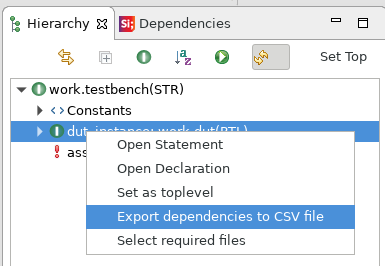 Hierarchy Dependencies
Set Top
work.testbench(STR)
Constants
dut_instance: work.dut(RTL)
ass
Open Statement
Open Declaration
Set as toplevel
Export dependencies to CSV file
Select required files